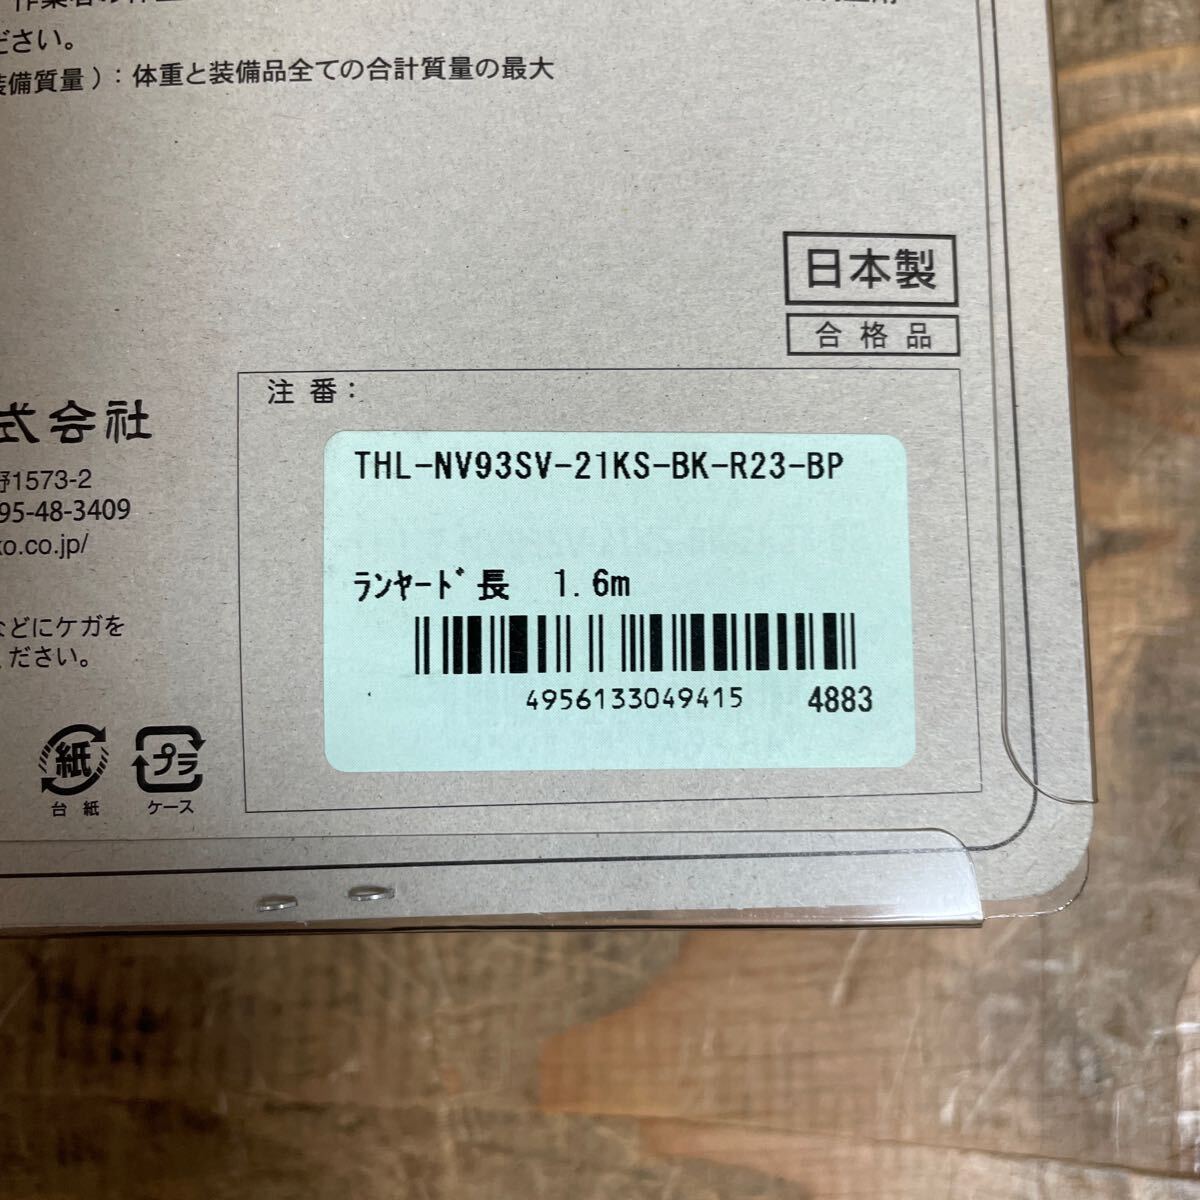 ださい。
装備質量）：体重と装備品全ての合計質量の最大
日本製
合格品
注 番：
式会社
野1573-2
95-48-3409
ko.co.jp/
THL-NV93SV-21KS-BK-R23-BP
ﾗﾝﾔｰﾄﾞ長 1.6m
4956133049415 4883
などにケガを
ください。
紙
プラ
台 紙
ケース